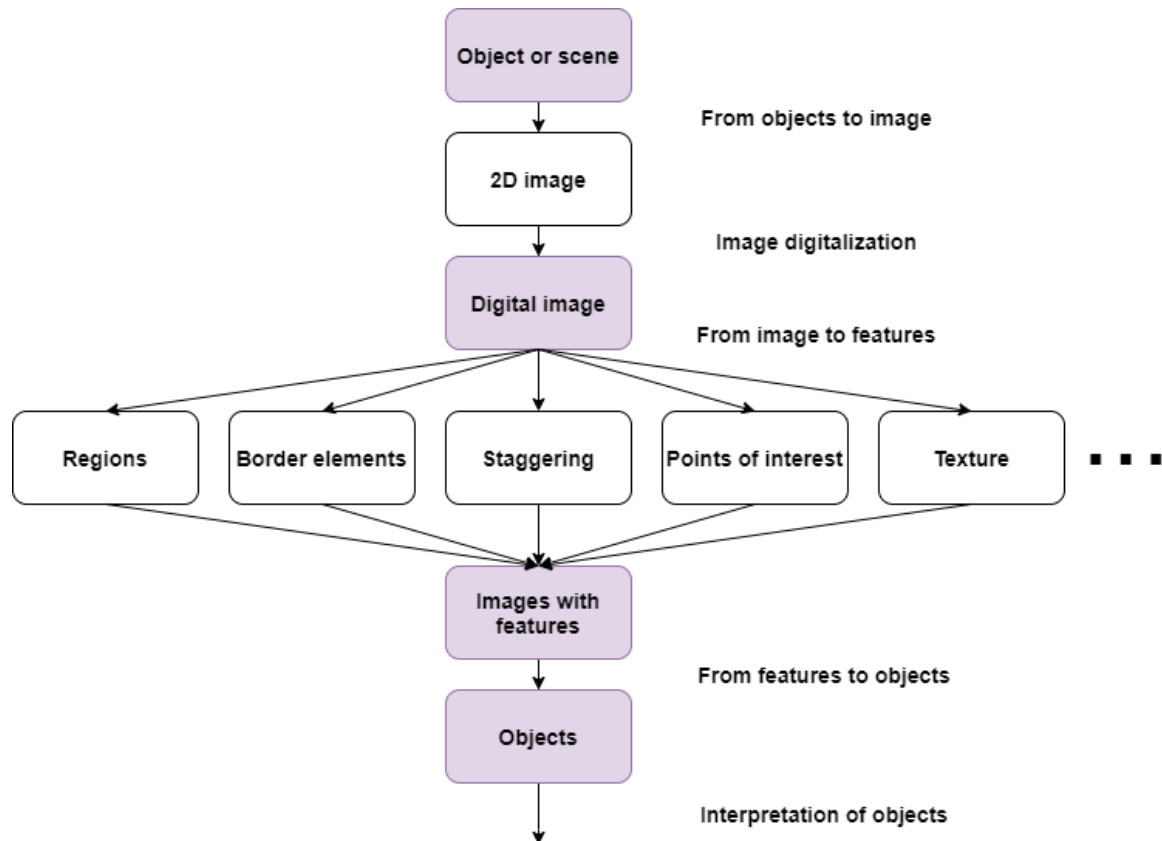 Object or scene
From objects to image
2D image
Image digitalization
Digital image
From image to features
Regions
Border elements
Staggering
Points of interest
Texture
Images with
features
From features to objects
Objects
Interpretation of objects